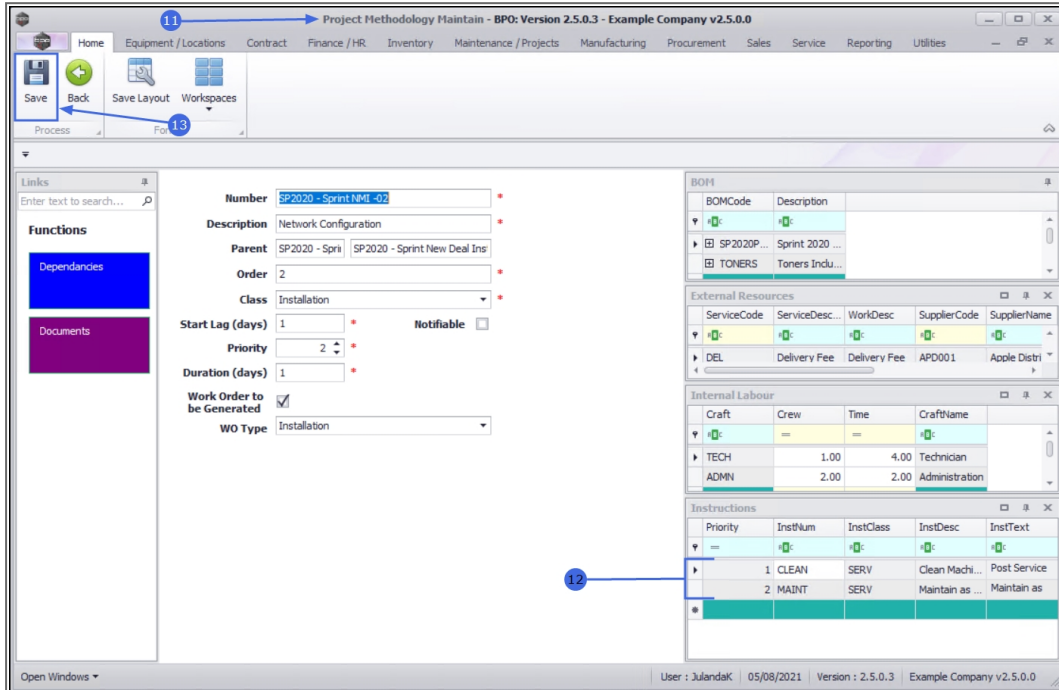 11
Project Methodology Maintain - BPO: Version 2.5.0.3 - Example Company v2.5.0.0
Home Equipment / Locations Contract Finance / HR Inventory Maintenance / Projects Manufacturing Procurement Sales Service Reporting Utilities
Save Back Save Layout Workspaces
13
Process
Links
Enter text to search...
Functions
Dependancies
Documents
Number SP2020 - Sprint NMI -02 *
Description Network Configuration *
Parent SP2020 - Spri SP2020 - Sprint New Deal Ins
Order 2 *
Class Installation *
Start Lag (days) 1 * Notifiable
Priority 2 *
Duration (days) 1 *
Work Order to
be Generated
WO Type Installation
BOM
BOMCode Description
SP2020P... Sprint 2020 ...
TONERS Toners Indu...
External Resources
ServiceCode ServiceDesc... WorkDesc SupplierCode SupplierName
DEL Delivery Fee Delivery Fee APD001 Apple Distri
Internal Labour
Craft Crew Time CraftName
= =
TECH 1.00 4.00 Technician
ADMN 2.00 2.00 Administration
Instructions
Priority InstNum InstClass InstDesc InstText
=
12
1 CLEAN SERV Clean Machi... Post Service
2 MAINT SERV Maintain as ... Maintain as
Open Windows User : JulandaK 05/08/2021 Version : 2.5.0.3 Example Company v2.5.0.0